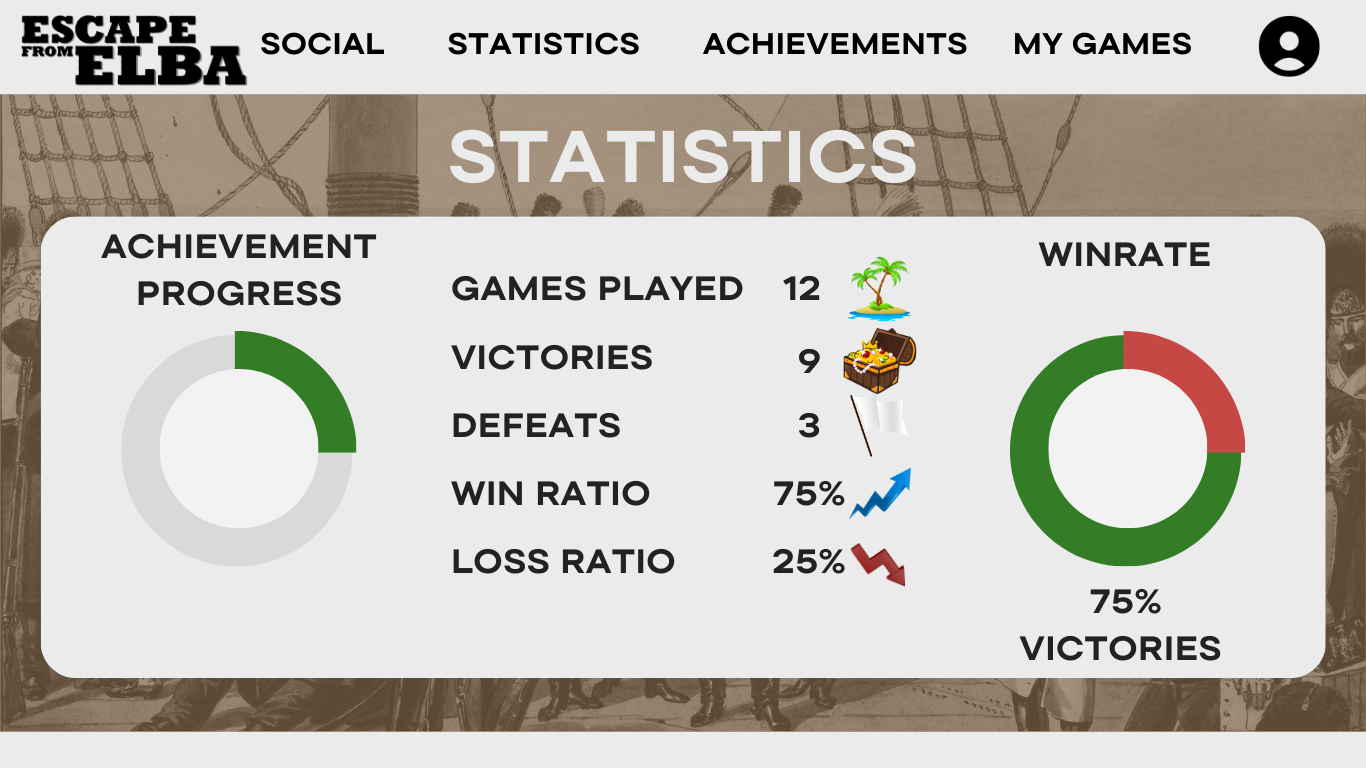 ESCAPE
FROM ELBA
SOCIAL STATISTICS ACHIEVEMENTS MY GAMES
STATISTICS
ACHIEVEMENT
PROGRESS
GAMES PLAYED 12
VICTORIES 9
DEFEATS 3
WIN RATIO 75%
LOSS RATIO 25%
WINRATE
75%
VICTORIES